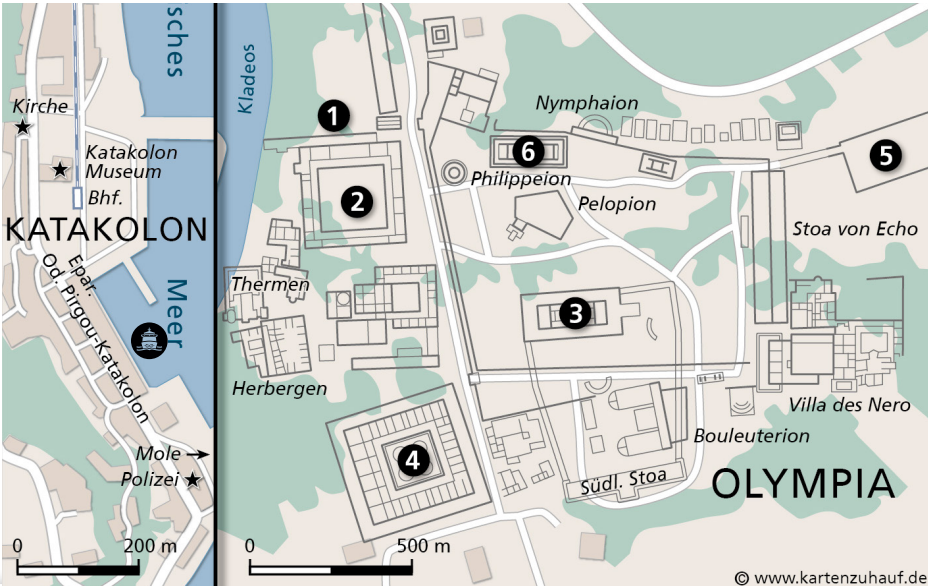 sches
Meer
Kirche
Katakolon
Museum
Bhf.
KATAKOLON
Epar.
Od. Pirgou-Katakolon
Mole
Polizei
0
200 m
Kladeos
1
2
3
4
5
6
Nymphaion
Philippeion
Pelopion
Stoa von Echo
Thermen
Herbergen
Villa des Nero
Bouleuterion
Südl. Stoa
OLYMPIA
0
500 m
© www.kartenzuhauf.de